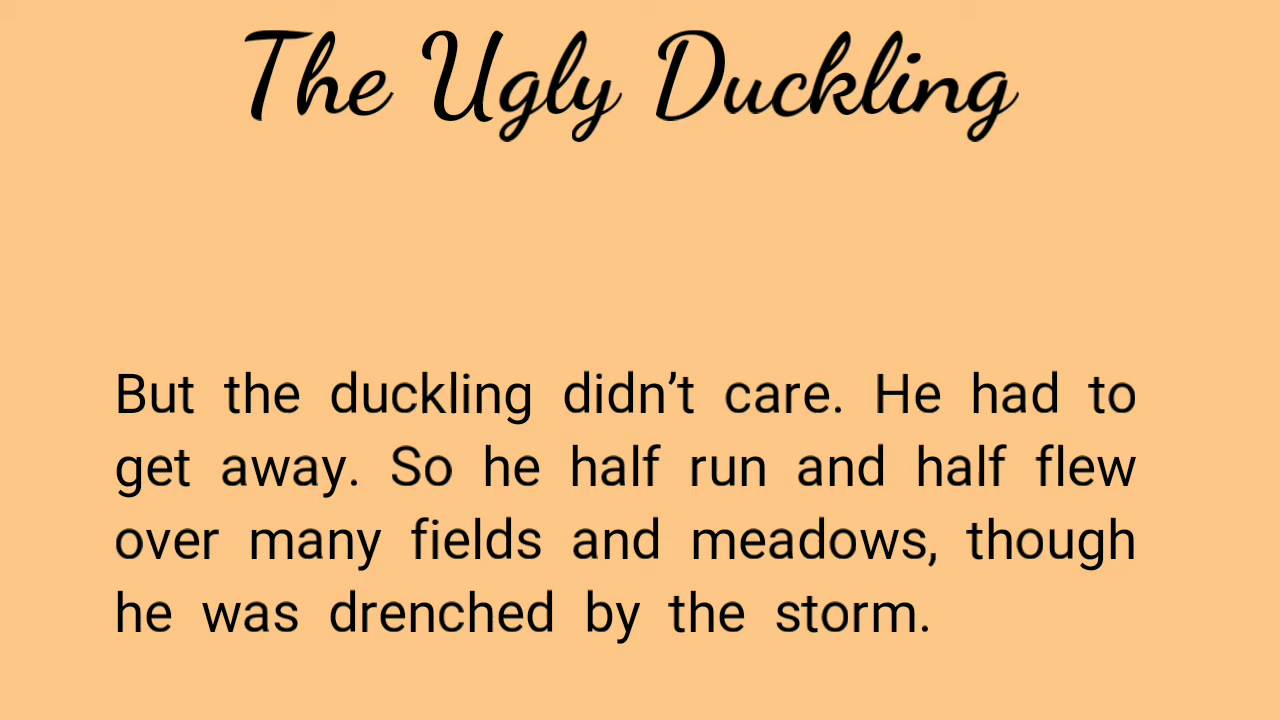 The Ugly Duckling
But the duckling didn’t care. He had to
get away. So he half run and half flew
over many fields and meadows, though
he was drenched by the storm.